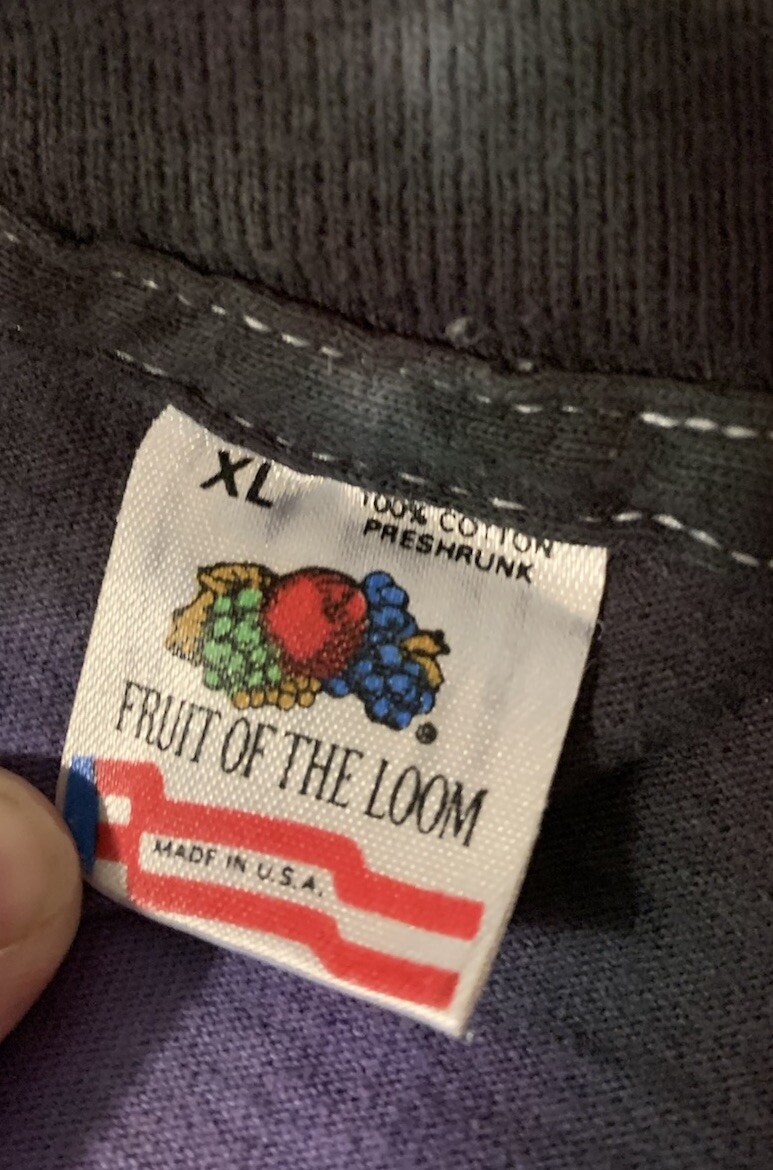 XL
100% COTTON
PRESHRUNK
®
FRUIT OF THE LOOM
MADE IN U.S.A.